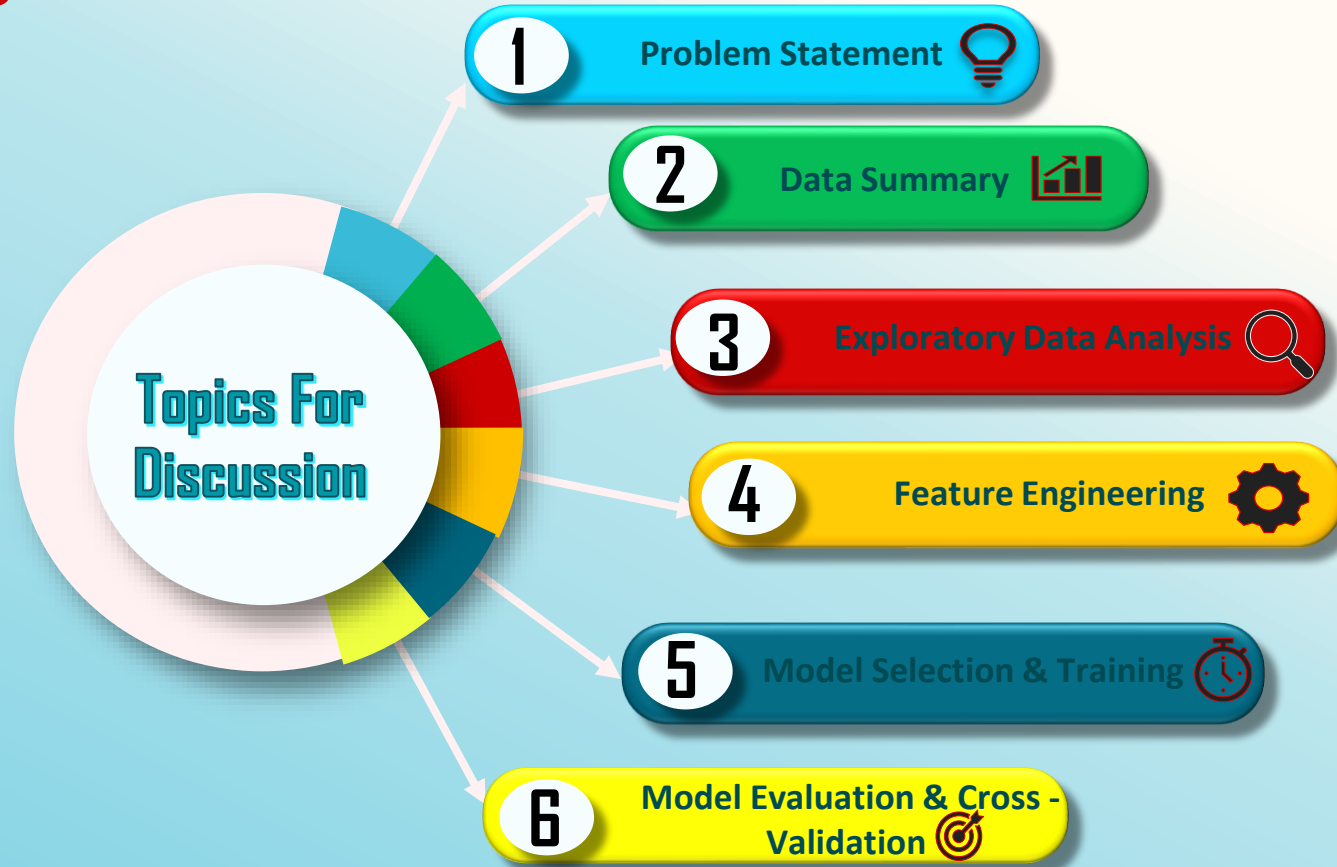 1
Problem Statement
2
Data Summary
3
Exploratory Data Analysis
Topics For
Discussion
4
Feature Engineering
5
Model Selection & Training
6
Model Evaluation & Cross -
Validation